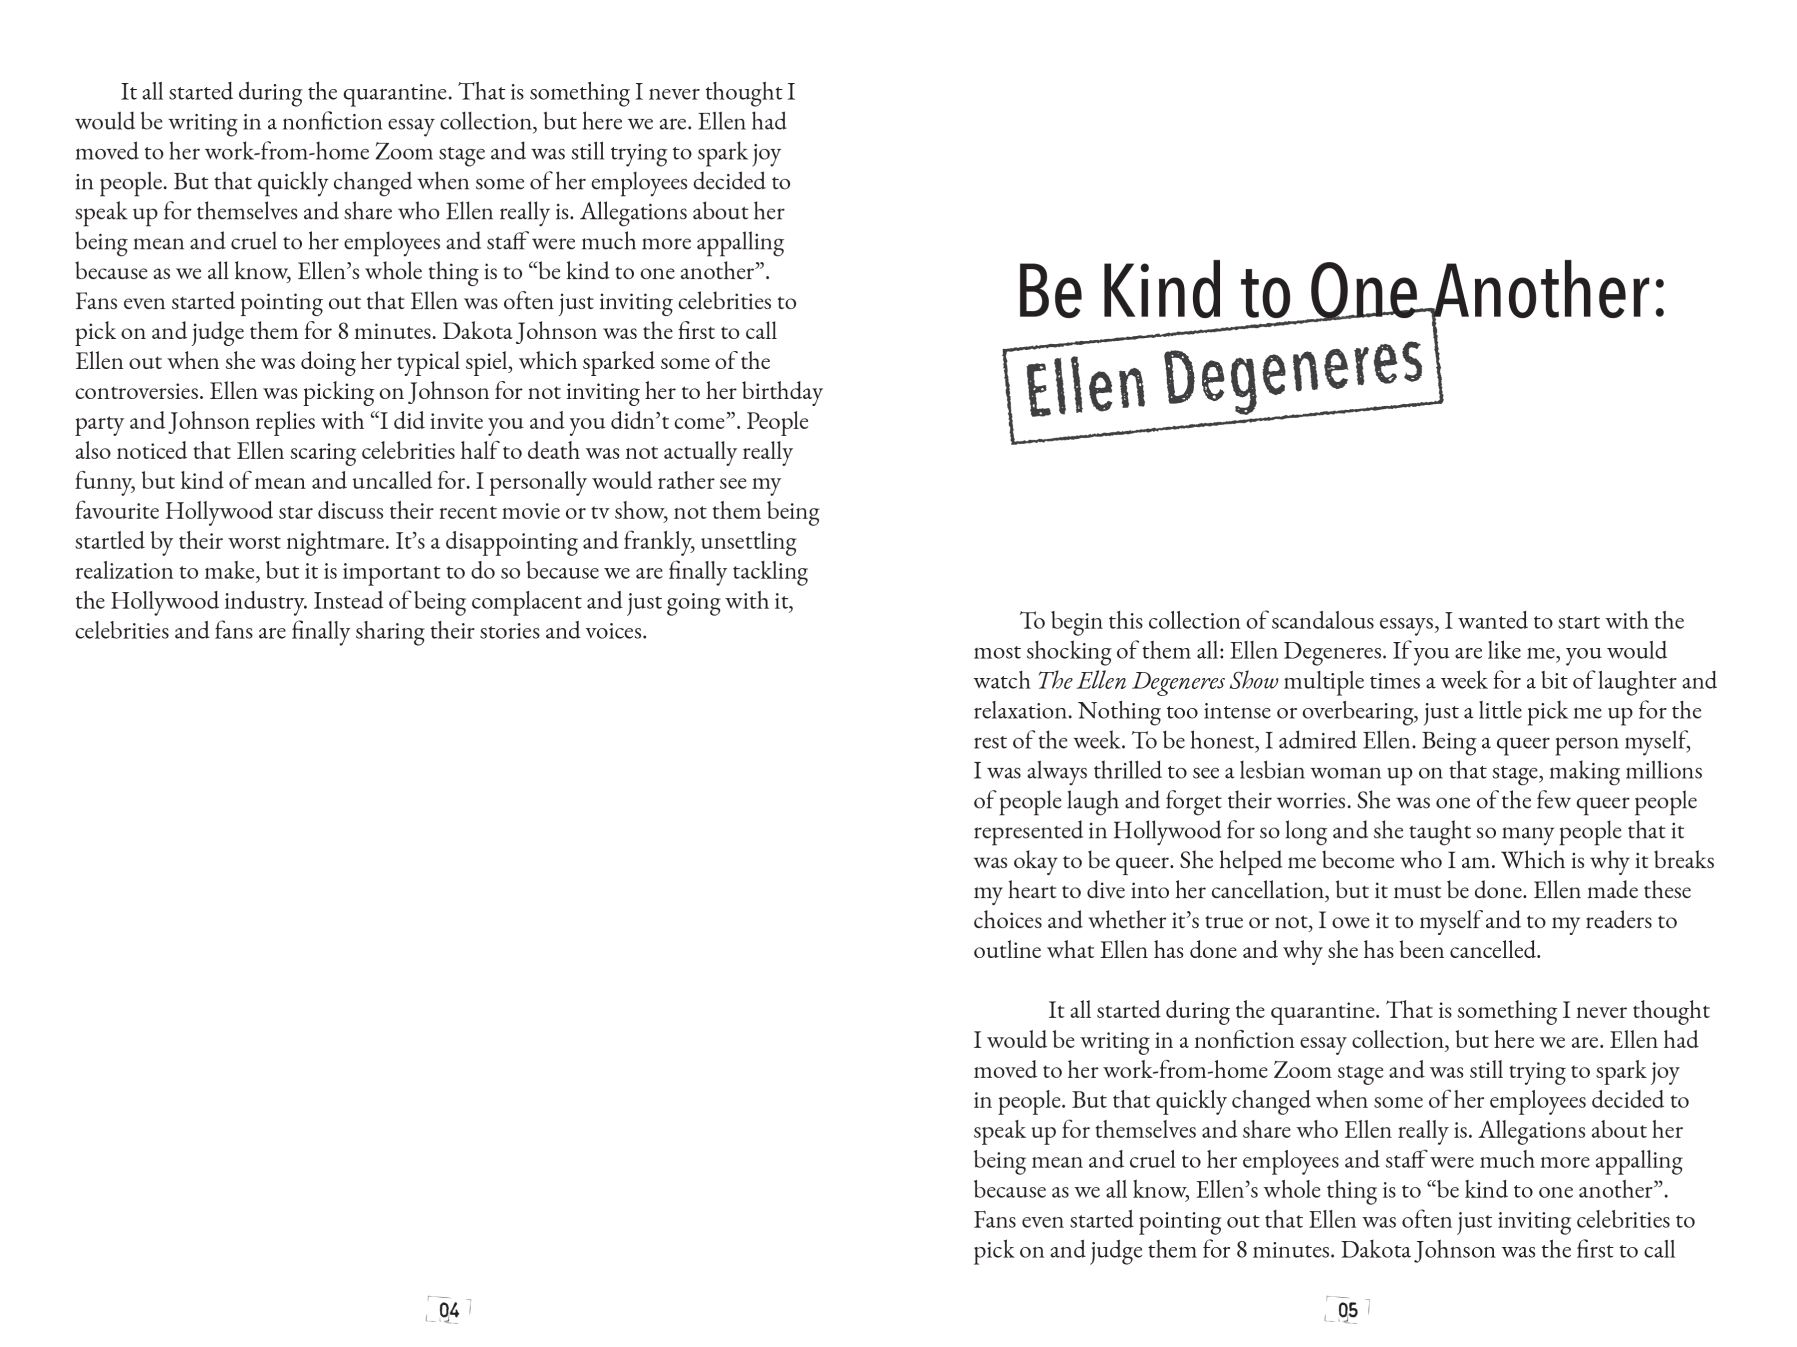 It all started during the quarantine. That is something I never thought I
would be writing in a nonfiction essay collection, but here we are. Ellen had
moved to her work-from-home Zoom stage and was still trying to spark joy
in people. But that quickly changed when some of her employees decided to
speak up for themselves and share who Ellen really is. Allegations about her
being mean and cruel to her employees and staff were much more appalling
because as we all know, Ellen’s whole thing is to “be kind to one another”.
Fans even started pointing out that Ellen was often just inviting celebrities to
pick on and judge them for 8 minutes. Dakota Johnson was the first to call
Ellen out when she was doing her typical spiel, which sparked some of the
controversies. Ellen was picking on Johnson for not inviting her to her birthday
party and Johnson replies with “I did invite you and you didn’t come”. People
also noticed that Ellen scaring celebrities half to death was not actually really
funny, but kind of mean and uncalled for. I personally would rather see my
favourite Hollywood star discuss their recent movie or tv show, not them being
startled by their worst nightmare. It’s a disappointing and frankly, unsettling
realization to make, but it is important to do so because we are finally tackling
the Hollywood industry. Instead of being complacent and just going with it,
celebrities and fans are finally sharing their stories and voices.
04
Be Kind to One Another:
Ellen Degeneres
To begin this collection of scandalous essays, I wanted to start with the
most shocking of them all: Ellen Degeneres. If you are like me, you would
watch The Ellen Degeneres Show multiple times a week for a bit of laughter and
relaxation. Nothing too intense or overbearing, just a little pick me up for the
rest of the week. To be honest, I admired Ellen. Being a queer person myself,
I was always thrilled to see a lesbian woman up on that stage, making millions
of people laugh and forget their worries. She was one of the few queer people
represented in Hollywood for so long and she taught so many people that it
was okay to be queer. She helped me become who I am. Which is why it breaks
my heart to dive into her cancellation, but it must be done. Ellen made these
choices and whether it’s true or not, I owe it to myself and to my readers to
outline what Ellen has done and why she has been cancelled.
It all started during the quarantine. That is something I never thought
I would be writing in a nonfiction essay collection, but here we are. Ellen had
moved to her work-from-home Zoom stage and was still trying to spark joy
in people. But that quickly changed when some of her employees decided to
speak up for themselves and share who Ellen really is. Allegations about her
being mean and cruel to her employees and staff were much more appalling
because as we all know, Ellen’s whole thing is to “be kind to one another”.
Fans even started pointing out that Ellen was often just inviting celebrities to
pick on and judge them for 8 minutes. Dakota Johnson was the first to call
05